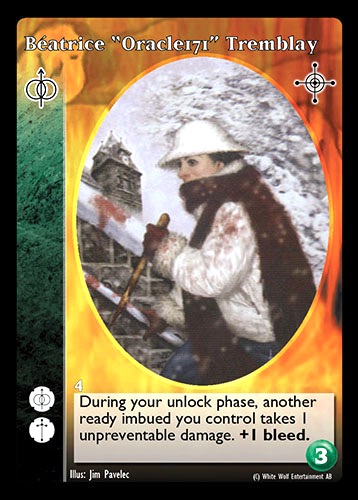 Béatrice "Oracle171" Tremblay
4
During your unlock phase, another
ready imbued you control takes 1
unpreventable damage. +1 bleed.
3
Illus: Jim Pavelec
(C) White Wolf Entertainment AB